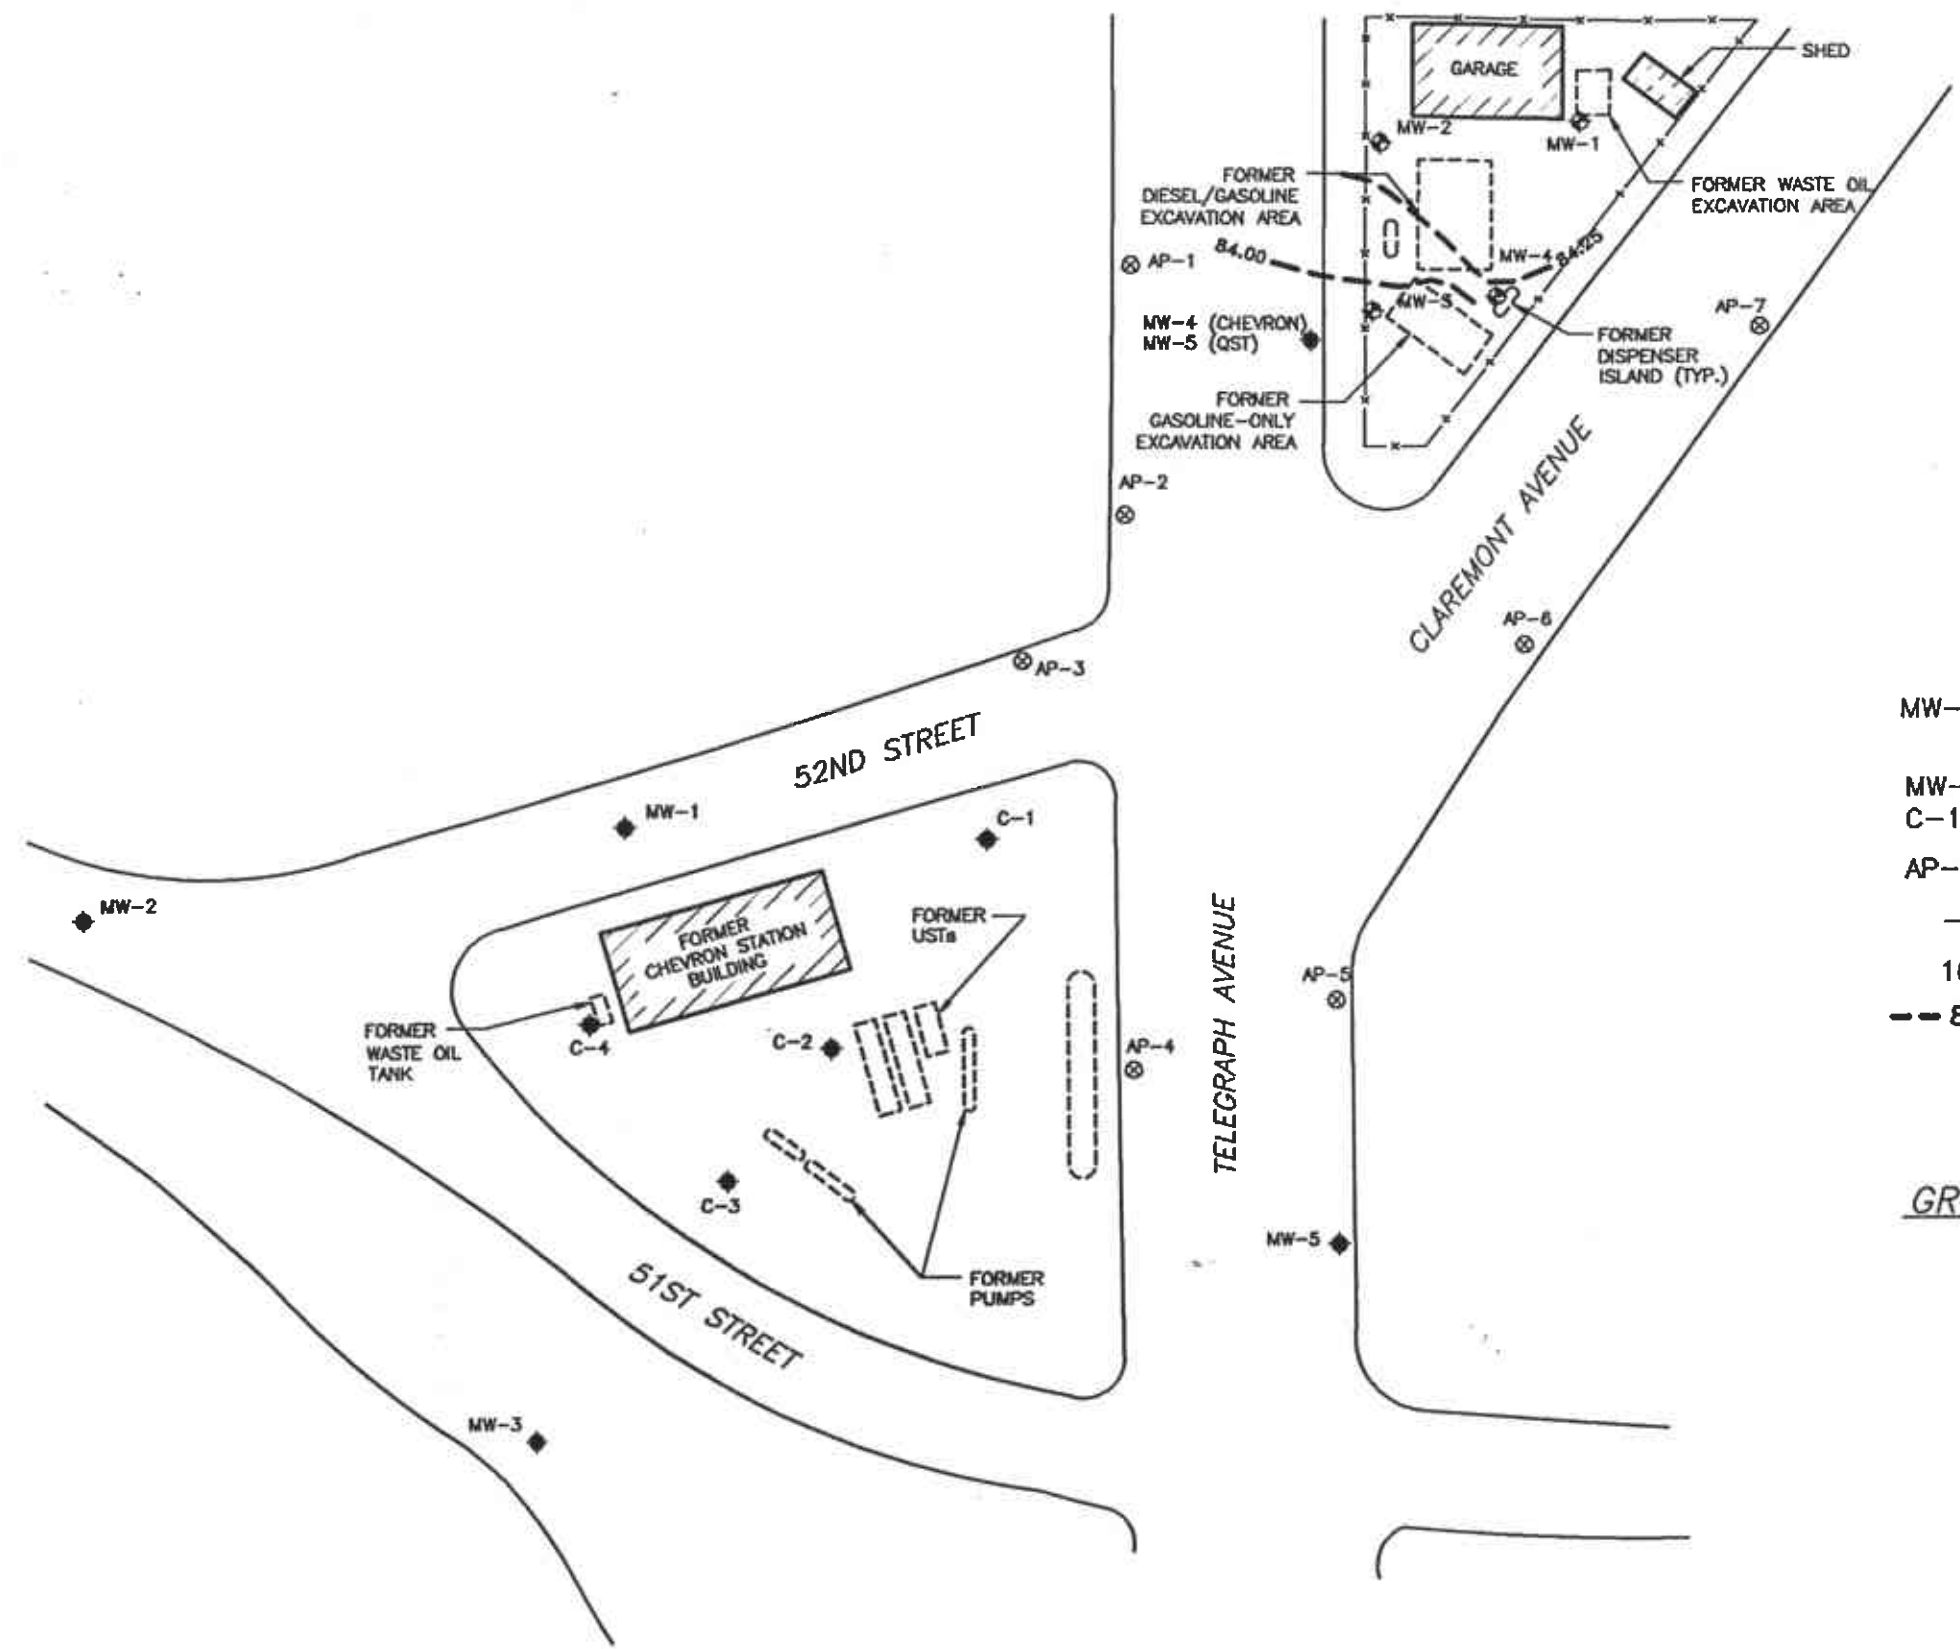 SHED
GARAGE
MW-2
MW-1
FORMER
DIESEL/GASOLINE
EXCAVATION AREA
FORMER WASTE OIL
EXCAVATION AREA
84.00
MW-4
84.25
AP-1
MW-3
AP-7
MW-4 (CHEVRON)
MW-5 (QST)
FORMER
DISPENSER
ISLAND (TYP.)
FORMER
GASOLINE-ONLY
EXCAVATION AREA
AP-2
CLAREMONT AVENUE
AP-6
AP-3
52ND STREET
MW-
MW-
C-1
AP-
MW-1
C-1
MW-2
FORMER
CHEVRON STATION
BUILDING
FORMER
USTs
TELEGRAPH AVENUE
AP-5
FORMER
WASTE OIL
TANK
C-4
C-2
AP-4
C-3
MW-5
GR
51ST STREET
FORMER
PUMPS
MW-3